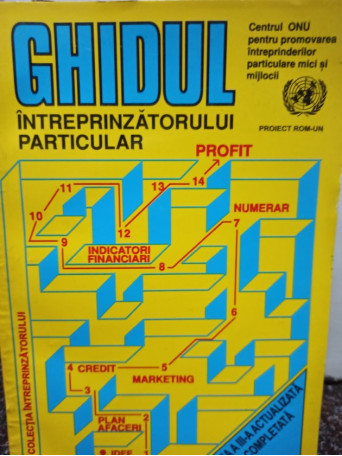 GHIDUL
ÎNTREPRINZĂTORULUI
PARTICULAR
Centrul ONU
pentru promovarea
întreprinderilor
particulare mici și
mijlocii
PROIECT ROM-UN
PROFIT
14
13
11
12
10
9
NUMERAR
7
INDICATORI
FINANCIARI
8
6
4 CREDIT 5
MARKETING
3
PLAN 2
AFACERI
IDEE 1
COLECȚIA ÎNTREPRINZĂTORULUI
A III-A ACTUALIZATĂ
COMPLETATĂ